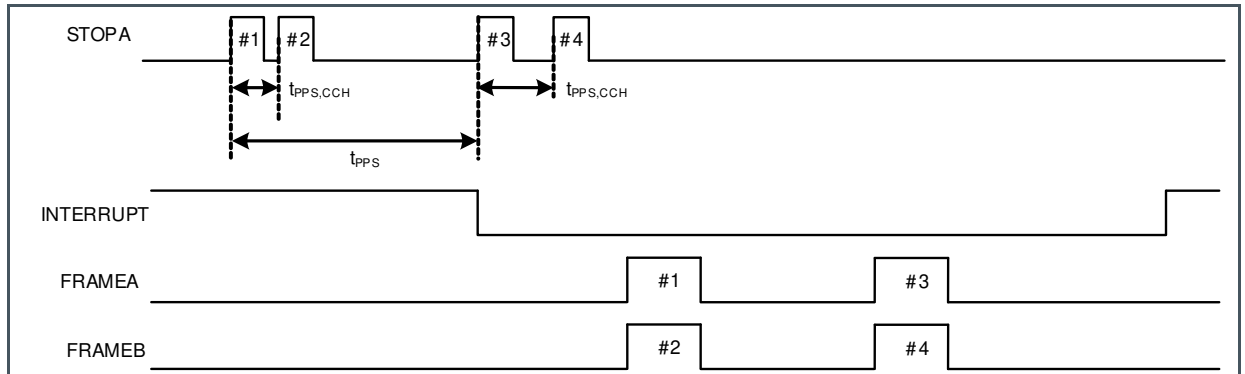 STOPA
#1 #2 #3 #4
tPPS,CCH tPPS,CCH
tPPS
INTERRUPT
FRAMEA #1 #3
FRAMEB #2 #4